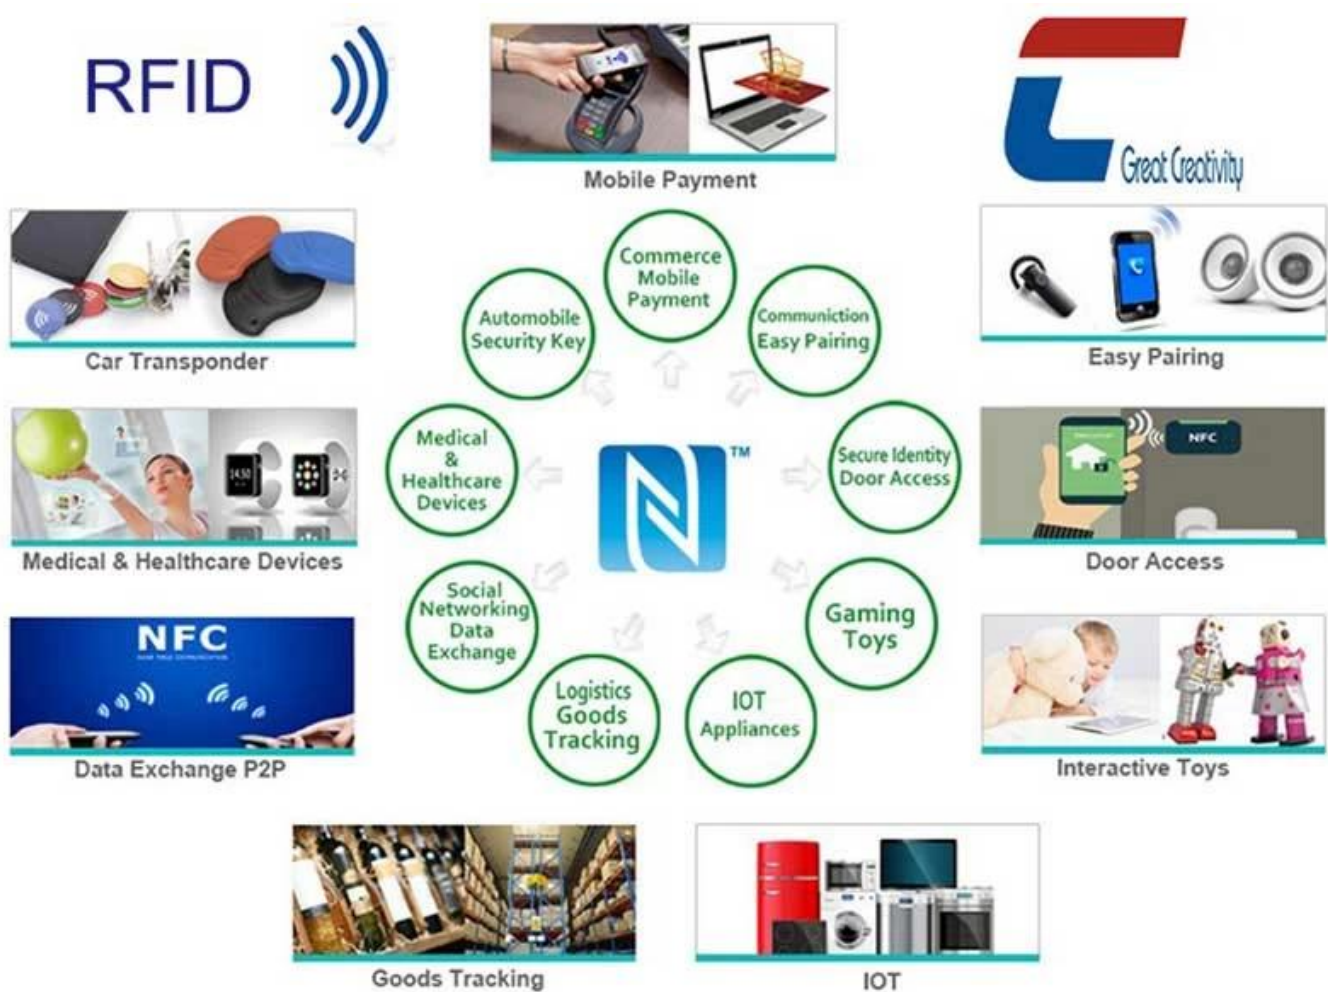 RFID
Great Creativity
Mobile Payment
Commerce
Mobile
Payment
Automobile
Security Key
Communiction
Easy Pairing
Car Transponder
Easy Pairing
Medical
&
Healthcare
Devices
TM
Secure Identity
Door Access
14.50
NFC
Medical & Healthcare Devices
Door Access
Social
Networking
Data
Exchange
Gaming
Toys
NFC
Logistics
Goods
Tracking
IOT
Appliances
Data Exchange P2P
Interactive Toys
Goods Tracking
IOT